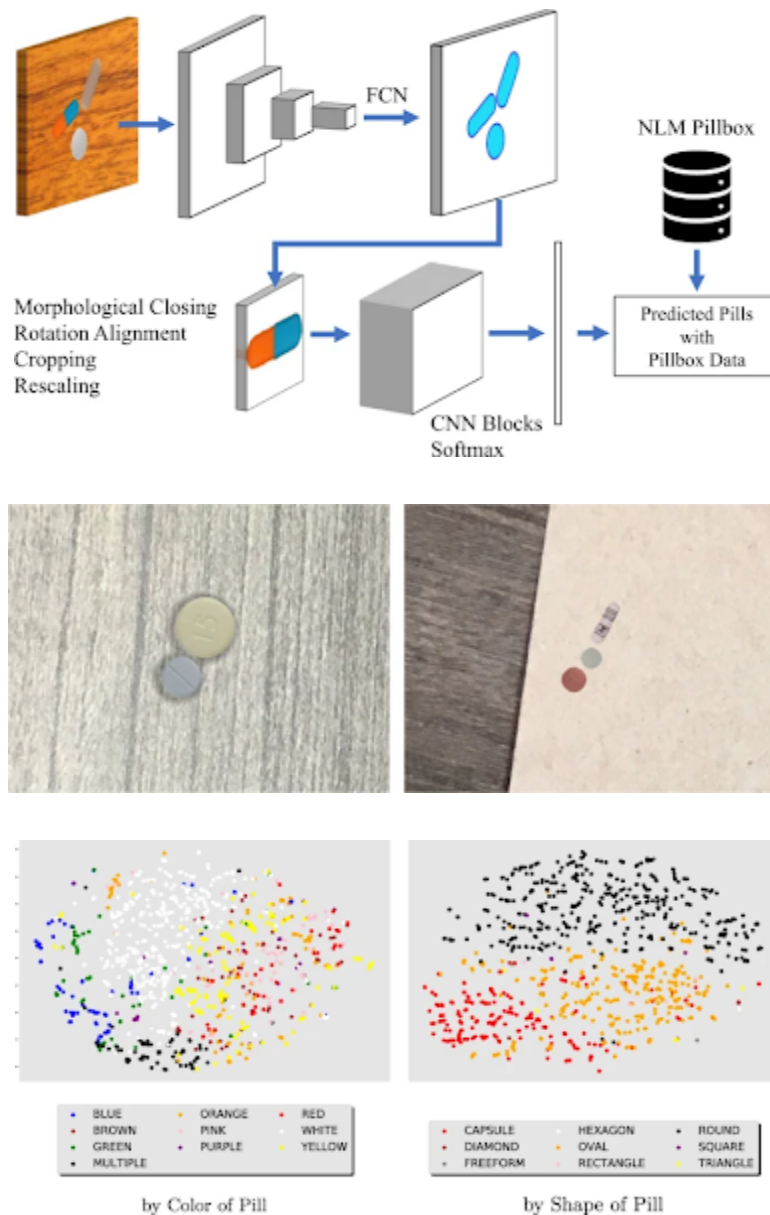 FCN
NLM Pillbox
Morphological Closing
Rotation Alignment
Cropping
Rescaling
Predicted Pills
with
Pillbox Data
CNN Blocks
Softmax
15
BLUE ORANGE RED
BROWN PINK WHITE
GREEN PURPLE YELLOW
MULTIPLE
CAPSULE HEXAGON ROUND
DIAMOND OVAL SQUARE
FREEFORM RECTANGLE TRIANGLE
by Color of Pill
by Shape of Pill